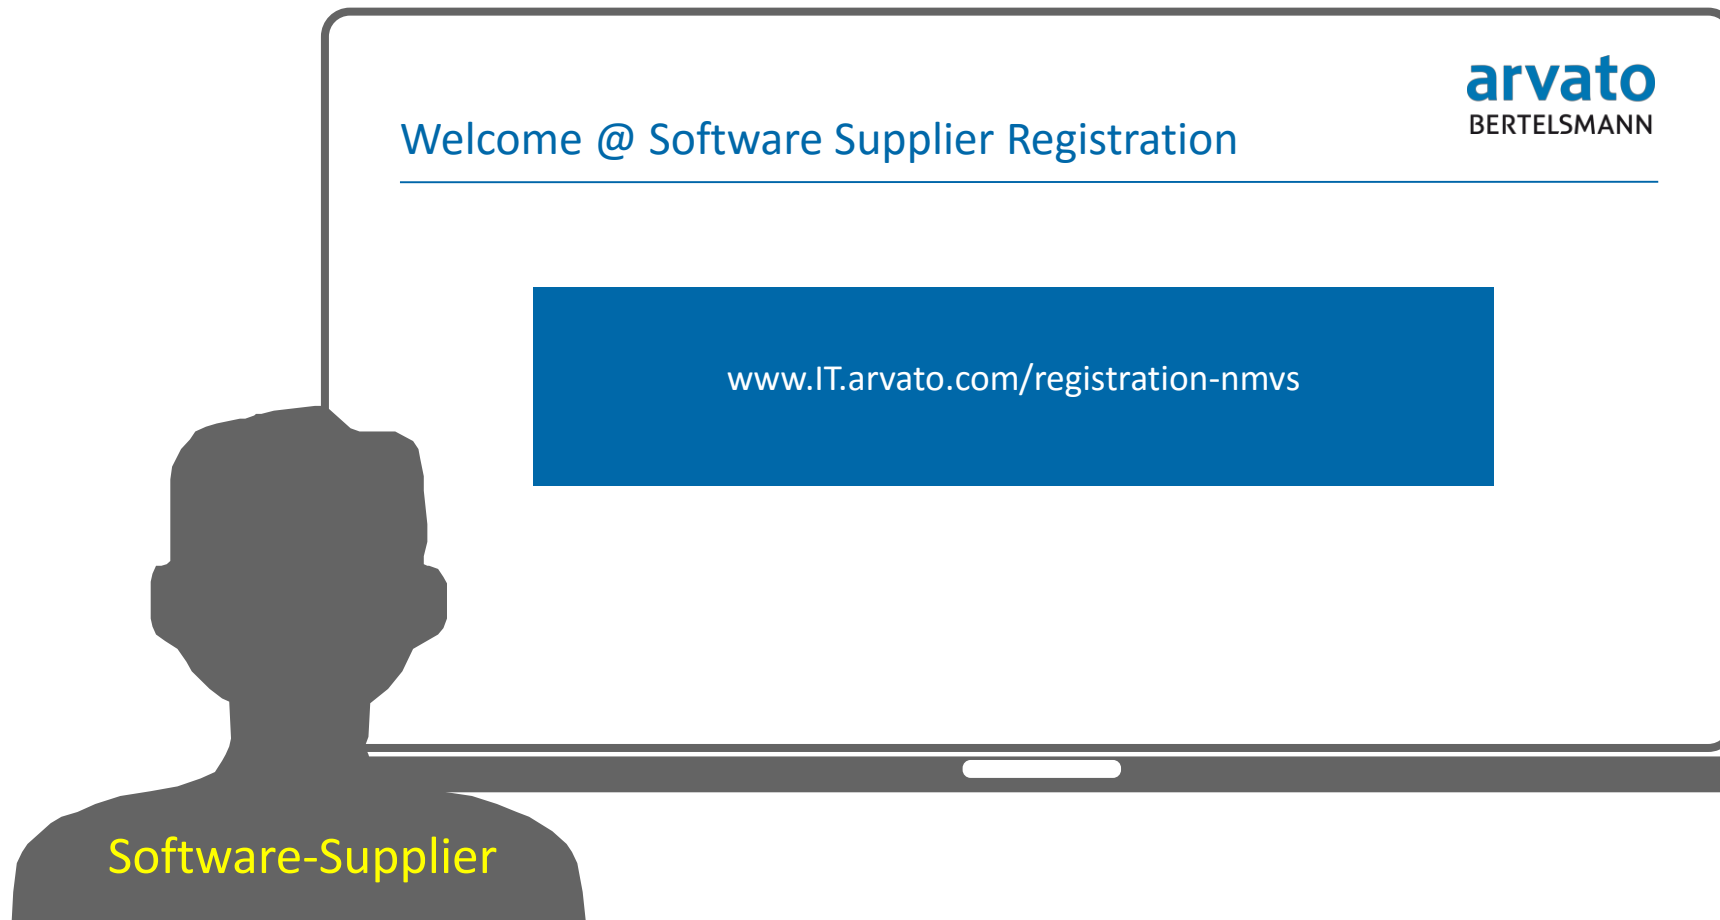 arvato
BERTELSMANN
Welcome @ Software Supplier Registration
www.IT.arvato.com/registration-nmvs
Software-Supplier